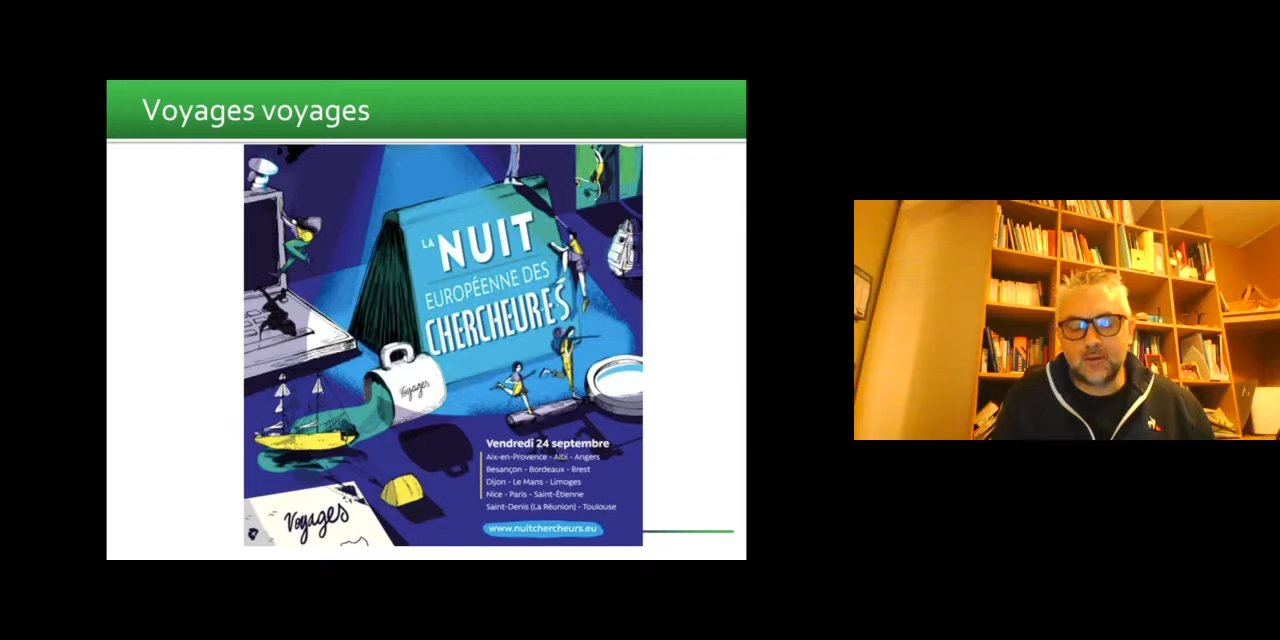 Voyages voyages
LA
NUIT
EUROPÉENNE DES
CHERCHEUR·E·S
Voyages
Vendredi 24 septembre
Aix-en-Provence - Albi - Angers
Besançon - Bordeaux - Brest
Dijon - Le Mans - Limoges
Nice - Paris - Saint-Étienne
Saint-Denis (La Réunion) - Toulouse
www.nuitchercheurs.eu
Voyages